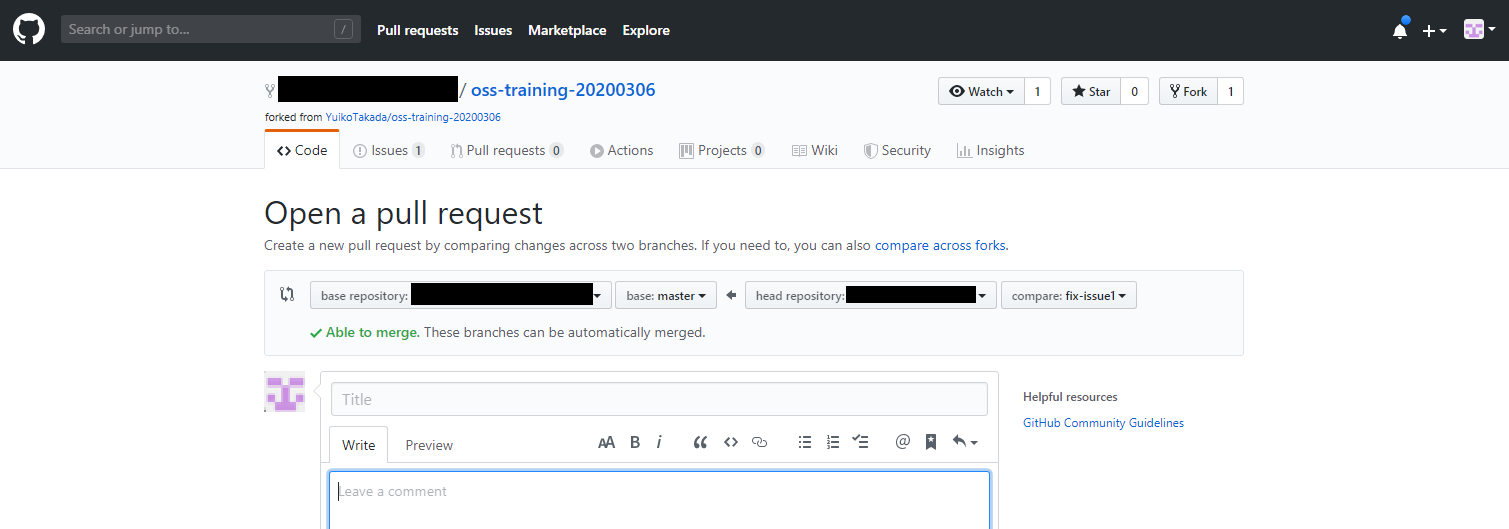 Search or jump to... / Pull requests Issues Marketplace Explore
/ oss-training-20200306 Watch 1 Star 0 Fork 1
forked from YuikoTakada/oss-training-20200306
Code Issues 1 Pull requests 0 Actions Projects 0 Wiki Security Insights
Open a pull request
Create a new pull request by comparing changes across two branches. If you need to, you can also compare across forks.
base repository: base: master head repository: compare: fix-issue1
Able to merge. These branches can be automatically merged.
Title
Helpful resources
GitHub Community Guidelines
Write Preview AA B i @
Leave a comment